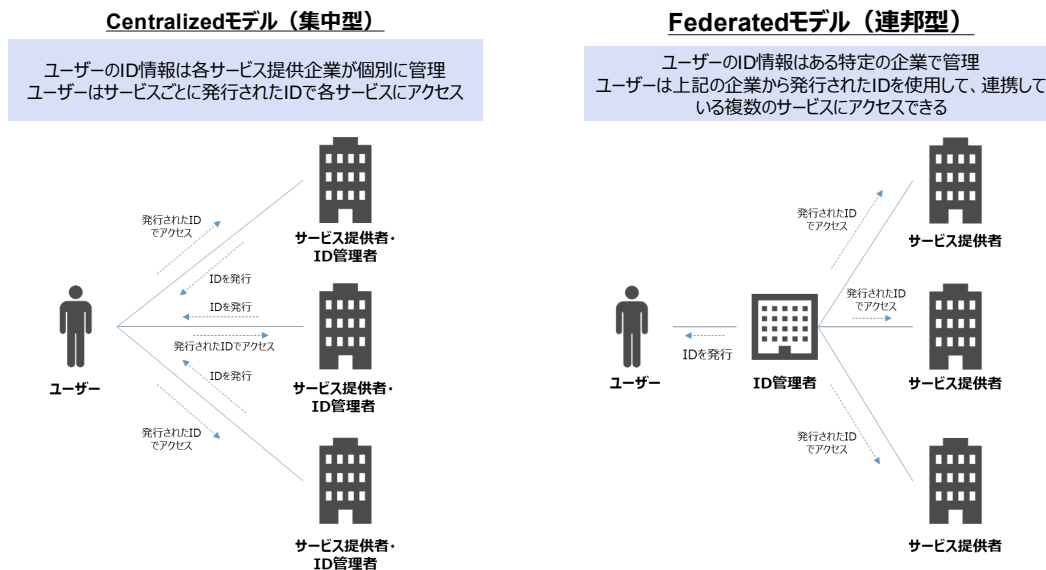 Centralizedモデル（集中型）
ユーザーのID情報は各サービス提供企業が個別に管理
ユーザーはサービスごとに発行されたIDで各サービスにアクセス
発行されたID
でアクセス
サービス提供者・
ID管理者
IDを発行
IDを発行
発行されたIDでアクセス
ユーザー
サービス提供者・
ID管理者
IDを発行
発行されたID
でアクセス
サービス提供者・
ID管理者
Federatedモデル（連邦型）
ユーザーのID情報はある特定の企業で管理
ユーザーは上記の企業から発行されたIDを使用して、連携して
いる複数のサービスにアクセスできる
発行されたID
でアクセス
サービス提供者
発行されたID
でアクセス
IDを発行
ユーザー
ID管理者
サービス提供者
発行されたID
でアクセス
サービス提供者